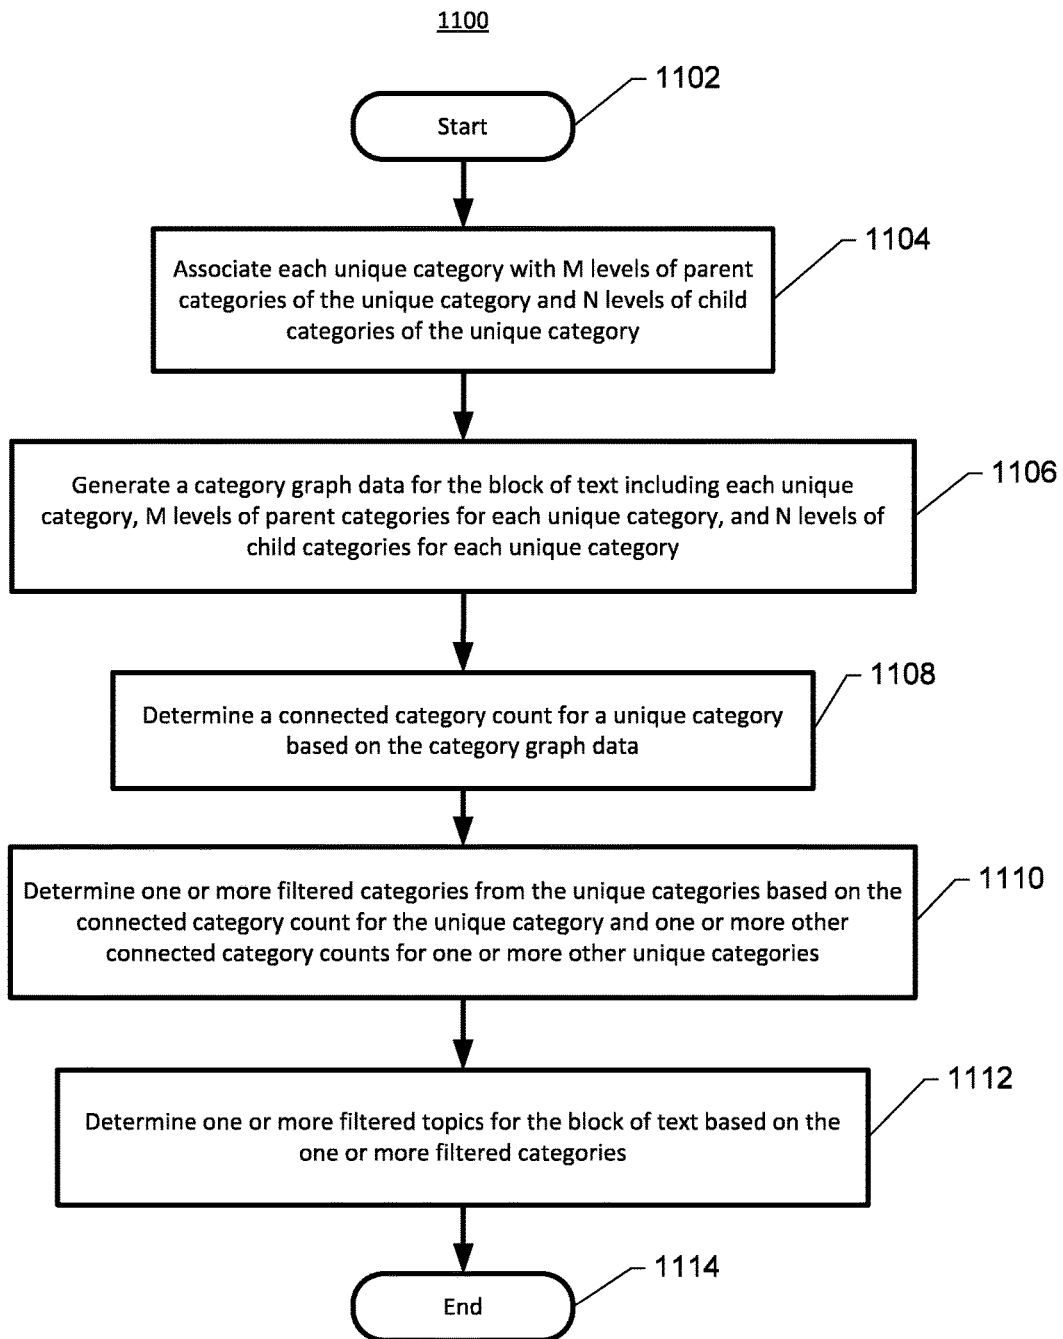 1100
1102
Start
1104
Associate each unique category with M levels of parent
categories of the unique category and N levels of child
categories of the unique category
1106
Generate a category graph data for the block of text including each unique
category, M levels of parent categories for each unique category, and N levels of
child categories for each unique category
1108
Determine a connected category count for a unique category
based on the category graph data
1110
Determine one or more filtered categories from the unique categories based on the
connected category count for the unique category and one or more other
connected category counts for one or more other unique categories
1112
Determine one or more filtered topics for the block of text based on the
one or more filtered categories
1114
End